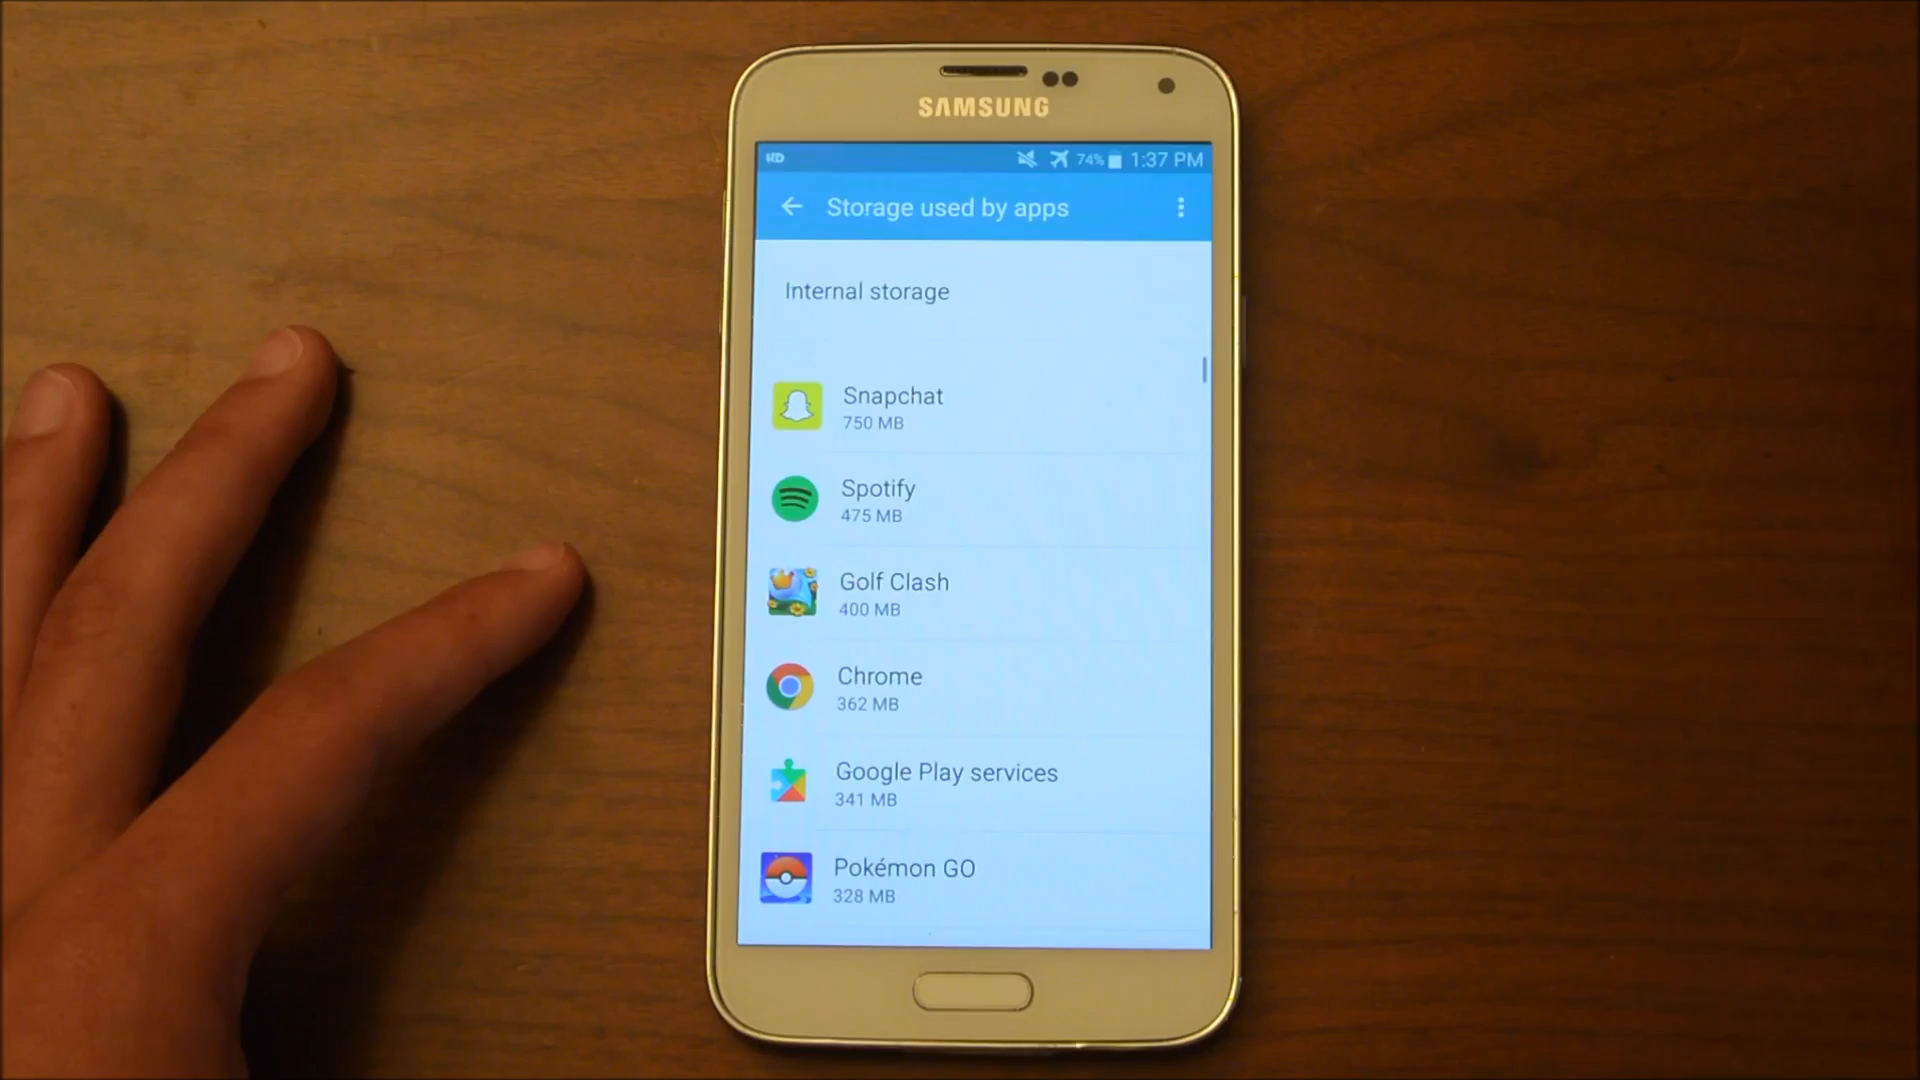 SAMSUNG
HD 74% 1:37 PM
Storage used by apps
Internal storage
Snapchat
750 MB
Spotify
475 MB
Golf Clash
400 MB
Chrome
362 MB
Google Play services
341 MB
Pokémon GO
328 MB